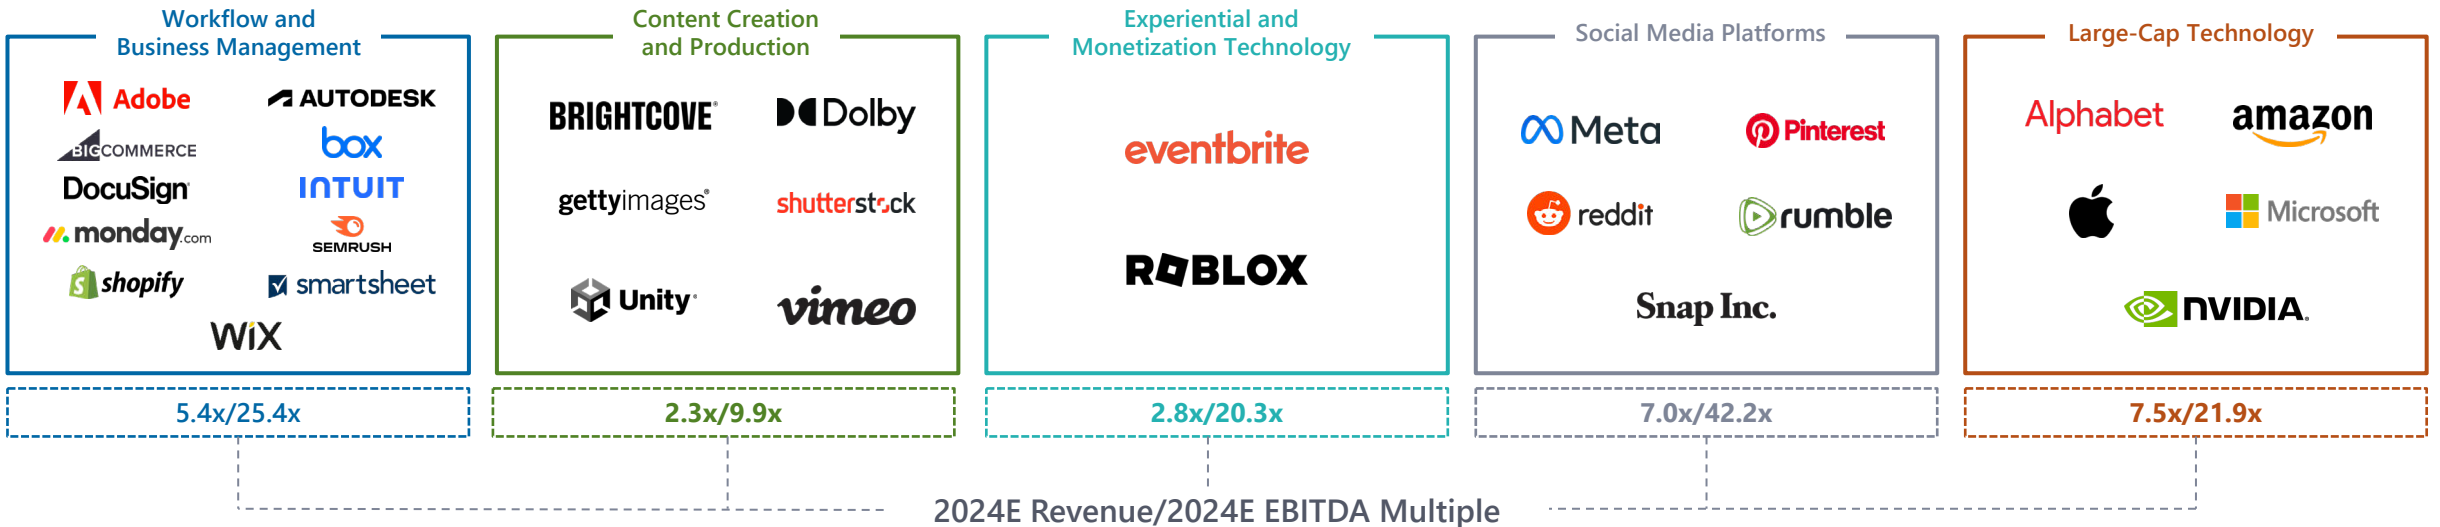 Workflow and
Business Management
Adobe
AUTODESK
BIGCOMMERCE
box
DocuSign
INTUIT
monday.com
SEMRUSH
shopify
smartsheet
WiX
5.4x/25.4x
Content Creation
and Production
BRIGHTCOVE®
Dolby
gettyimages®
shutterstock
Unity®
vimeo
2.3x/9.9x
Experiential and
Monetization Technology
eventbrite
ROBLOX
2.8x/20.3x
Social Media Platforms
Meta
Pinterest
reddit
rumble
Snap Inc.
7.0x/42.2x
Large-Cap Technology
Alphabet
amazon
Microsoft
NVIDIA®
7.5x/21.9x
2024E Revenue/2024E EBITDA Multiple